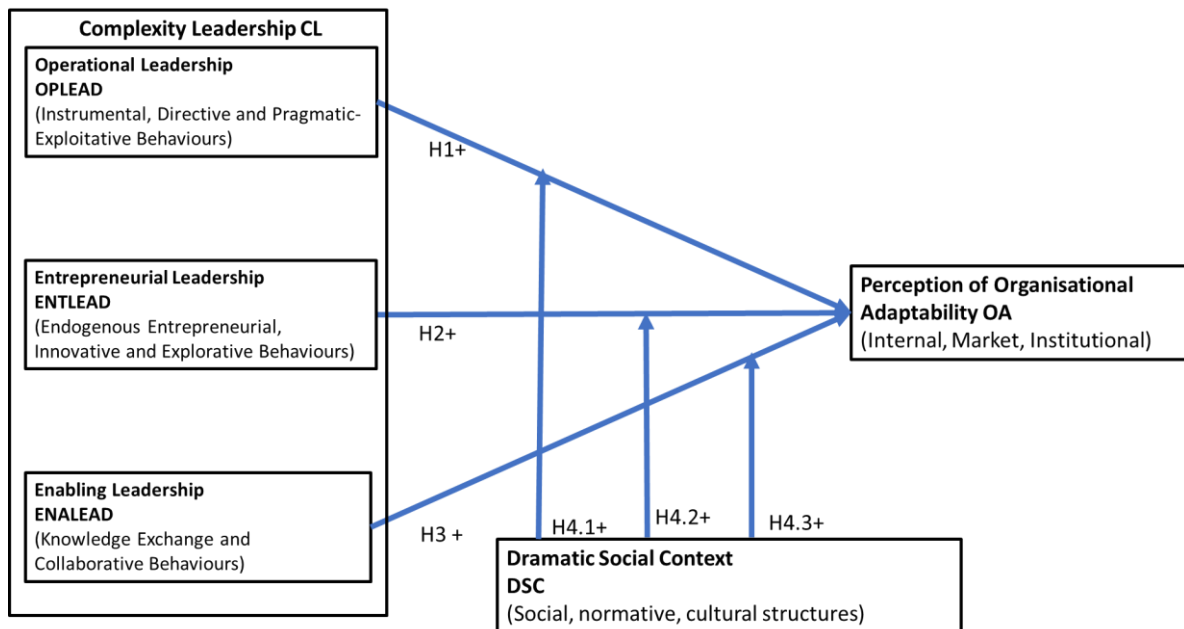 Complexity Leadership CL
Operational Leadership
OPLEAD
(Instrumental, Directive and Pragmatic-
Exploitative Behaviours)
H1+
Entrepreneurial Leadership
ENTLEAD
(Endogenous Entrepreneurial,
Innovative and Explorative Behaviours)
H2+
Perception of Organisational
Adaptability OA
(Internal, Market, Institutional)
Enabling Leadership
ENALEAD
(Knowledge Exchange and
Collaborative Behaviours)
H3 +
H4.1+
H4.2+
H4.3+
Dramatic Social Context
DSC
(Social, normative, cultural structures)